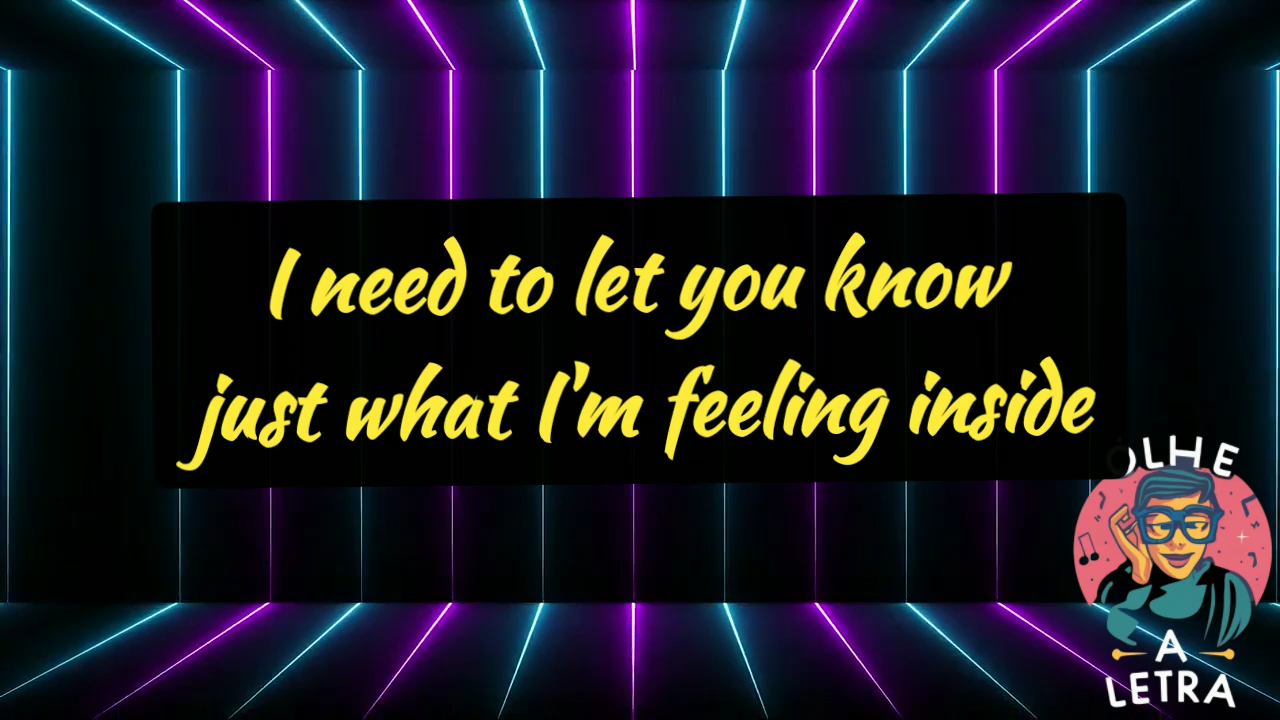 I need to let you know
just what I'm feeling inside
OLHE
A
LETRA